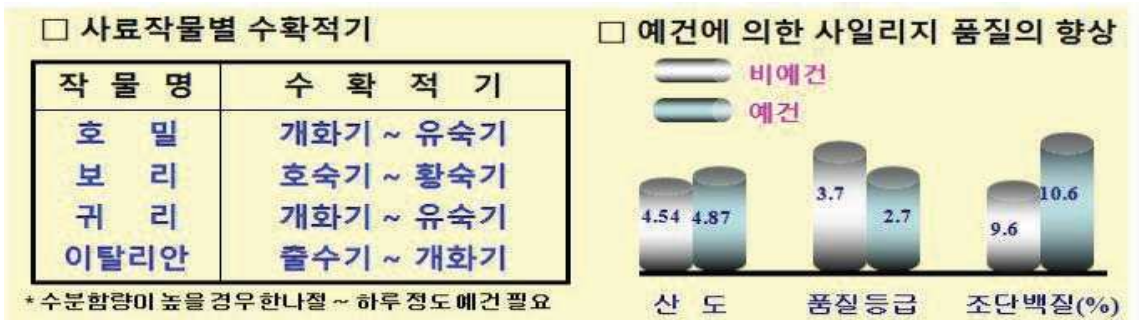 □ 사료작물별 수확적기
작 물 명 수 확 적 기
호 밀 개화기 ~ 유숙기
보 리 호숙기 ~ 황숙기
귀 리 개화기 ~ 유숙기
이탈리안 출수기 ~ 개화기
* 수분함량이 높을 경우 한나절 ~ 하루 정도 예건 필요
□ 예건에 의한 사일리지 품질의 향상
비예건
예건
4.54 4.87 3.7 2.7 9.6 10.6
산 도 품질등급 조단백질(%)